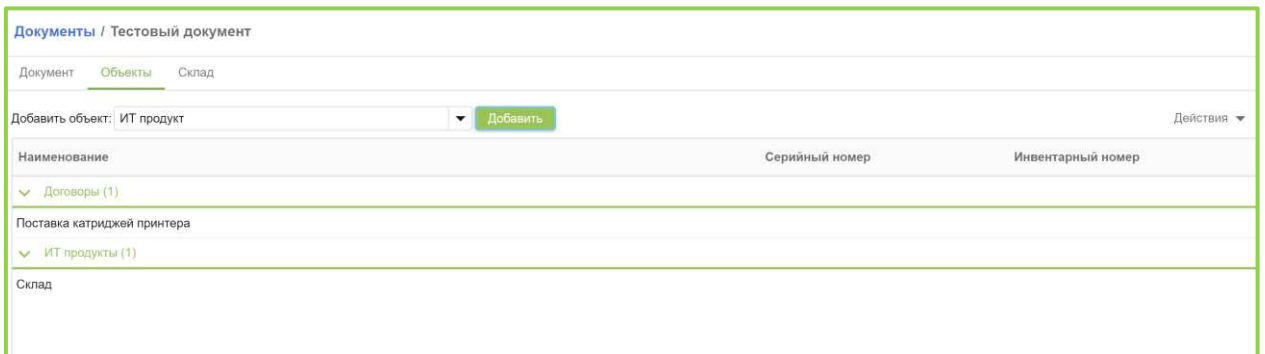 Документы / Тестовый документ
Документ Объекты Склад
Добавить объект: ИТ продукт Добавить Действия
Наименование Серийный номер Инвентарный номер
Договоры (1)
Поставка катриджей принтера
ИТ продукты (1)
Склад